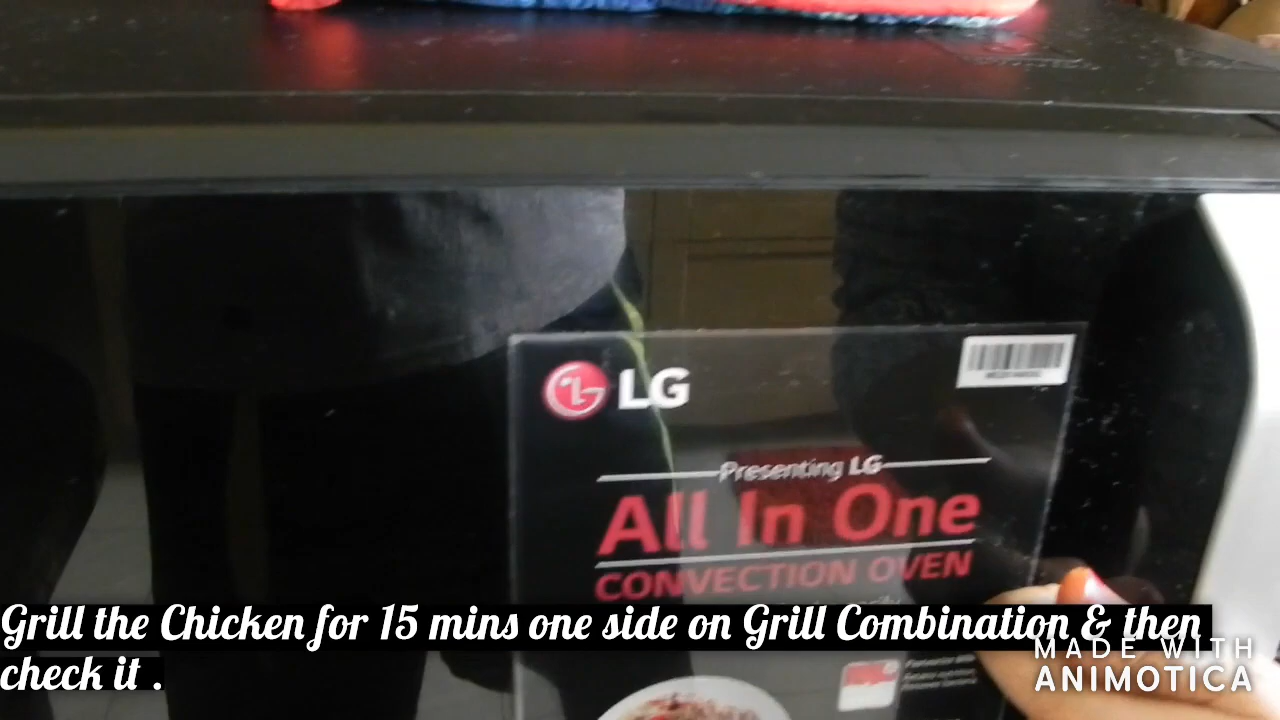 LG
Presenting LG
All In One
CONVECTION OVEN
Grill the Chicken for 15 mins one side on Grill Combination & then
check it .
MADE WITH
ANIMOTICA